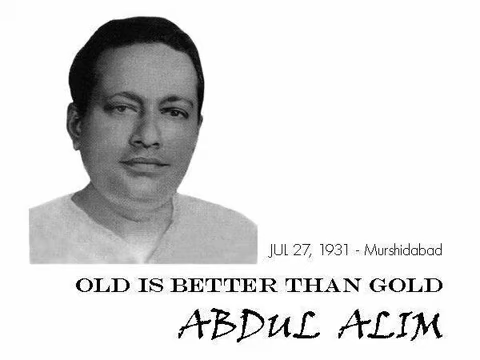 JUL 27, 1931 - Murshidabad
OLD IS BETTER THAN GOLD
ABDUL ALIM